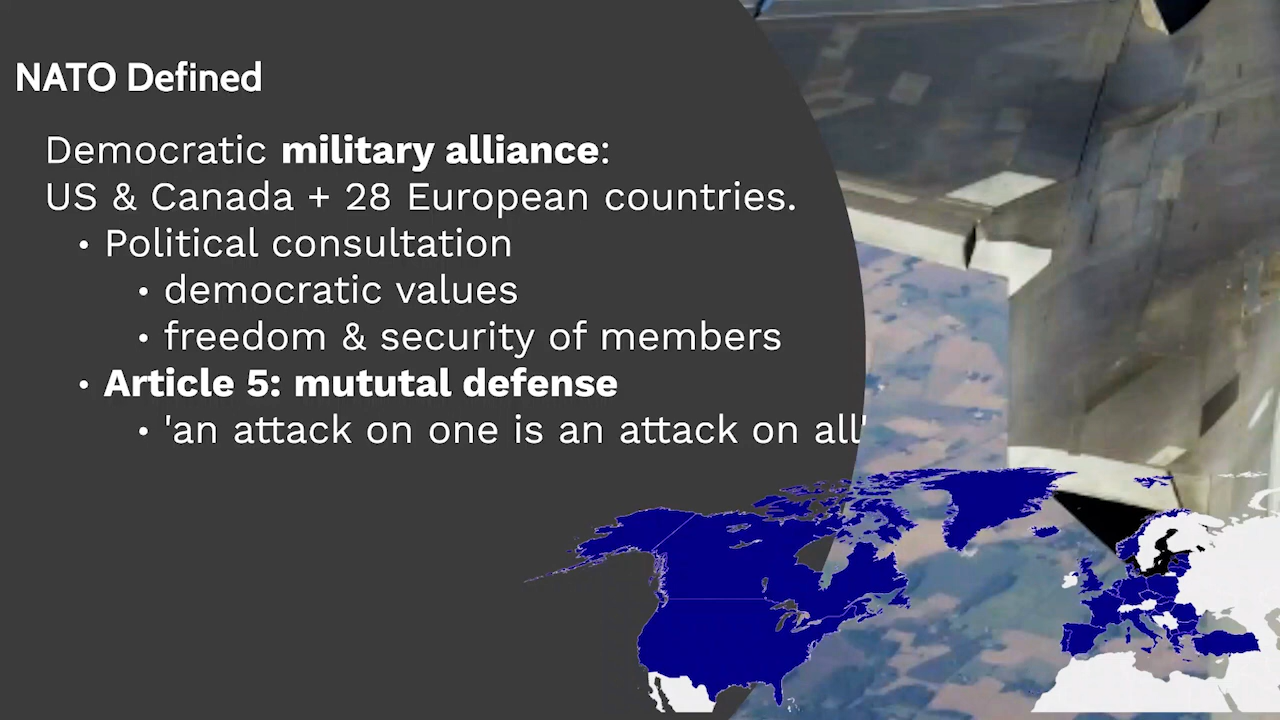 NATO Defined
Democratic military alliance:
US & Canada + 28 European countries.
• Political consultation
• democratic values
• freedom & security of members
• Article 5: mututal defense
• 'an attack on one is an attack on all'